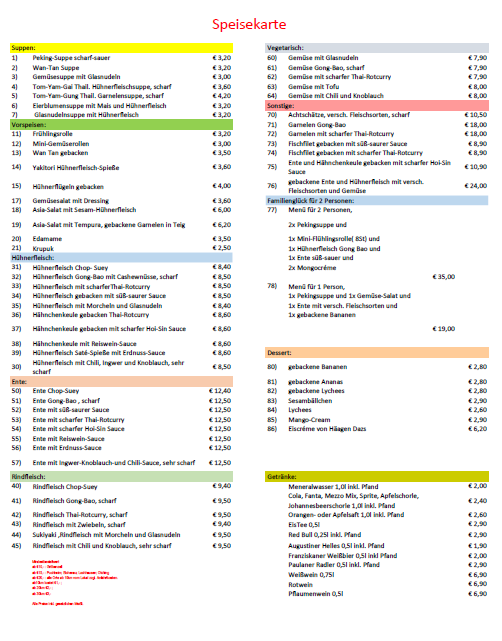 Speisekarte
Suppen:
1) Peking-Suppe scharf-sauer € 3,20
2) Wan-Tan Suppe € 3,20
3) Gemüsesuppe mit Glasnudeln € 3,00
4) Tom-Yam-Gai Thail. Hühnerfleischsuppe, scharf € 3,60
5) Tom-Yam-Gung Thail. Garnelensuppe, scharf € 4,20
6) Eierblumensuppe mit Mais und Hühnerfleisch € 3,20
7) Glasnudelnsuppe mit Hühnerfleisch € 3,20
Vorspeisen:
11) Frühlingsrolle € 3,20
12) Mini-Gemüserollen € 3,00
13) Wan Tan gebacken € 3,50
14) Yakitori Hühnerfleisch-Spieße € 3,60
15) Hühnerflügeln gebacken € 4,00
17) Gemüsesalat mit Dressing € 3,60
18) Asia-Salat mit Sesam-Hühnerfleisch € 6,00
19) Asia-Salat mit Tempura, gebackene Garnelen in Teig € 6,20
20) Edamame € 3,50
21) Krupuk € 2,50
Hühnerfleisch:
31) Hühnerfleisch Chop- Suey € 8,40
32) Hühnerfleisch Gong-Bao mit Cashewnüsse, scharf € 8,50
33) Hühnerfleisch mit scharferThai-Rotcurry € 8,50
34) Hühnerfleisch gebacken mit süß-saurer Sauce € 8,50
35) Hühnerfleisch mit Morcheln und Glasnudeln € 8,40
36) Hähnchenkeule gebacken Thai-Rotcurry € 8,60
37) Hähnchenkeule gebacken mit scharfer Hoi-Sin Sauce € 8,60
38) Hähnchenkeule mit Reiswein-Sauce € 8,60
39) Hühnerfleisch Saté-Spieße mit Erdnuss-Sauce € 8,60
30) Hühnerfleisch mit Chili, Ingwer und Knoblauch, sehr € 8,50
scharf
Ente:
50) Ente Chop-Suey € 12,40
51) Ente Gong-Bao , scharf € 12,50
52) Ente mit süß-saurer Sauce € 12,50
53) Ente mit scharfer Thai-Rotcurry € 12,50
54) Ente mit scharfer Hoi-Sin Sauce € 12,50
55) Ente mit Reiswein-Sauce € 12,50
56) Ente mit Erdnuss-Sauce € 12,50
57) Ente mit Ingwer-Knoblauch-und Chili-Sauce, sehr scharf € 12,50
Rindfleisch:
40) Rindfleisch Chop-Suey € 9,40
41) Rindfleisch Gong-Bao, scharf € 9,50
42) Rindfleisch Thai-Rotcurry, scharf € 9,50
43) Rindfleisch mit Zwiebeln, scharf € 9,40
44) Sukiyaki ,Rindfleisch mit Morcheln und Glasnudeln € 9,50
45) Rindfleisch mit Chili und Knoblauch, sehr scharf € 9,50
Vegetarisch:
60) Gemüse mit Glasnudeln € 7,90
61) Gemüse Gong-Bao, scharf € 7,90
62) Gemüse mit scharfer Thai-Rotcurry € 7,90
63) Gemüse mit Tofu € 8,00
64) Gemüse mit Chili und Knoblauch € 8,00
Sonstige:
70) Achtschätze, versch. Fleischsorten, scharf € 10,50
71) Garnelen Gong-Bao € 18,00
72) Garnelen mit scharfer Thai-Rotcurry € 18,00
73) Fischfilet gebacken mit süß-saurer Sauce € 8,90
74) Fischfilet gebacken mit scharfer Thai-Rotcurry € 8,90
75) Ente und Hähnchenkeule gebacken mit scharfer Hoi-Sin € 10,90
Sauce
76) gebackene Ente und Hühnerfleisch mit versch. € 24,00
Fleischsorten und Gemüse
Familienglück für 2 Personen:
77) Menü für 2 Personen,
2x Pekingsuppe und
1x Mini-Flühlingsrolle( 8St) und
1x Hühnerfleisch Gong Bao und
1x Ente süß-sauer und
2x Mongocréme
€ 35,00
78) Menü für 1 Person,
1x Pekingsuppe und 1x Gemüse-Salat und
1x Ente mit versch. Fleischsorten und
1x gebackene Bananen
€ 19,00
Dessert:
80) gebackene Bananen € 2,80
81) gebackene Ananas € 2,80
82) gebackene Lychees € 2,80
83) Sesambällchen € 2,90
84) Lychees € 2,60
85) Mango-Cream € 2,90
86) Eiscréme von Häagen Dazs € 6,20
Getränke:
Meneralwasser 1,0l inkl. Pfand € 2,00
Cola, Fanta, Mezzo Mix, Sprite, Apfelschorle, € 2,40
Johannesbeerschorle 1,0l inkl. Pfand
Orangen- oder Apfelsaft 1,0l inkl. Pfand € 2,60
EisTee 0,5l € 2,90
Red Bull 0,25l inkl. Pfand € 2,90
Augustiner Helles 0,5l inkl. Pfand € 1,90
Franziskaner Weißbier 0,5l inkl. Pfand € 2,00
Paulaner Radler 0,5l inkl. Pfand € 2,90
Weißwein 0,75l € 6,90
Rotwein € 6,90
Pflaumenwein 0,5l € 6,90